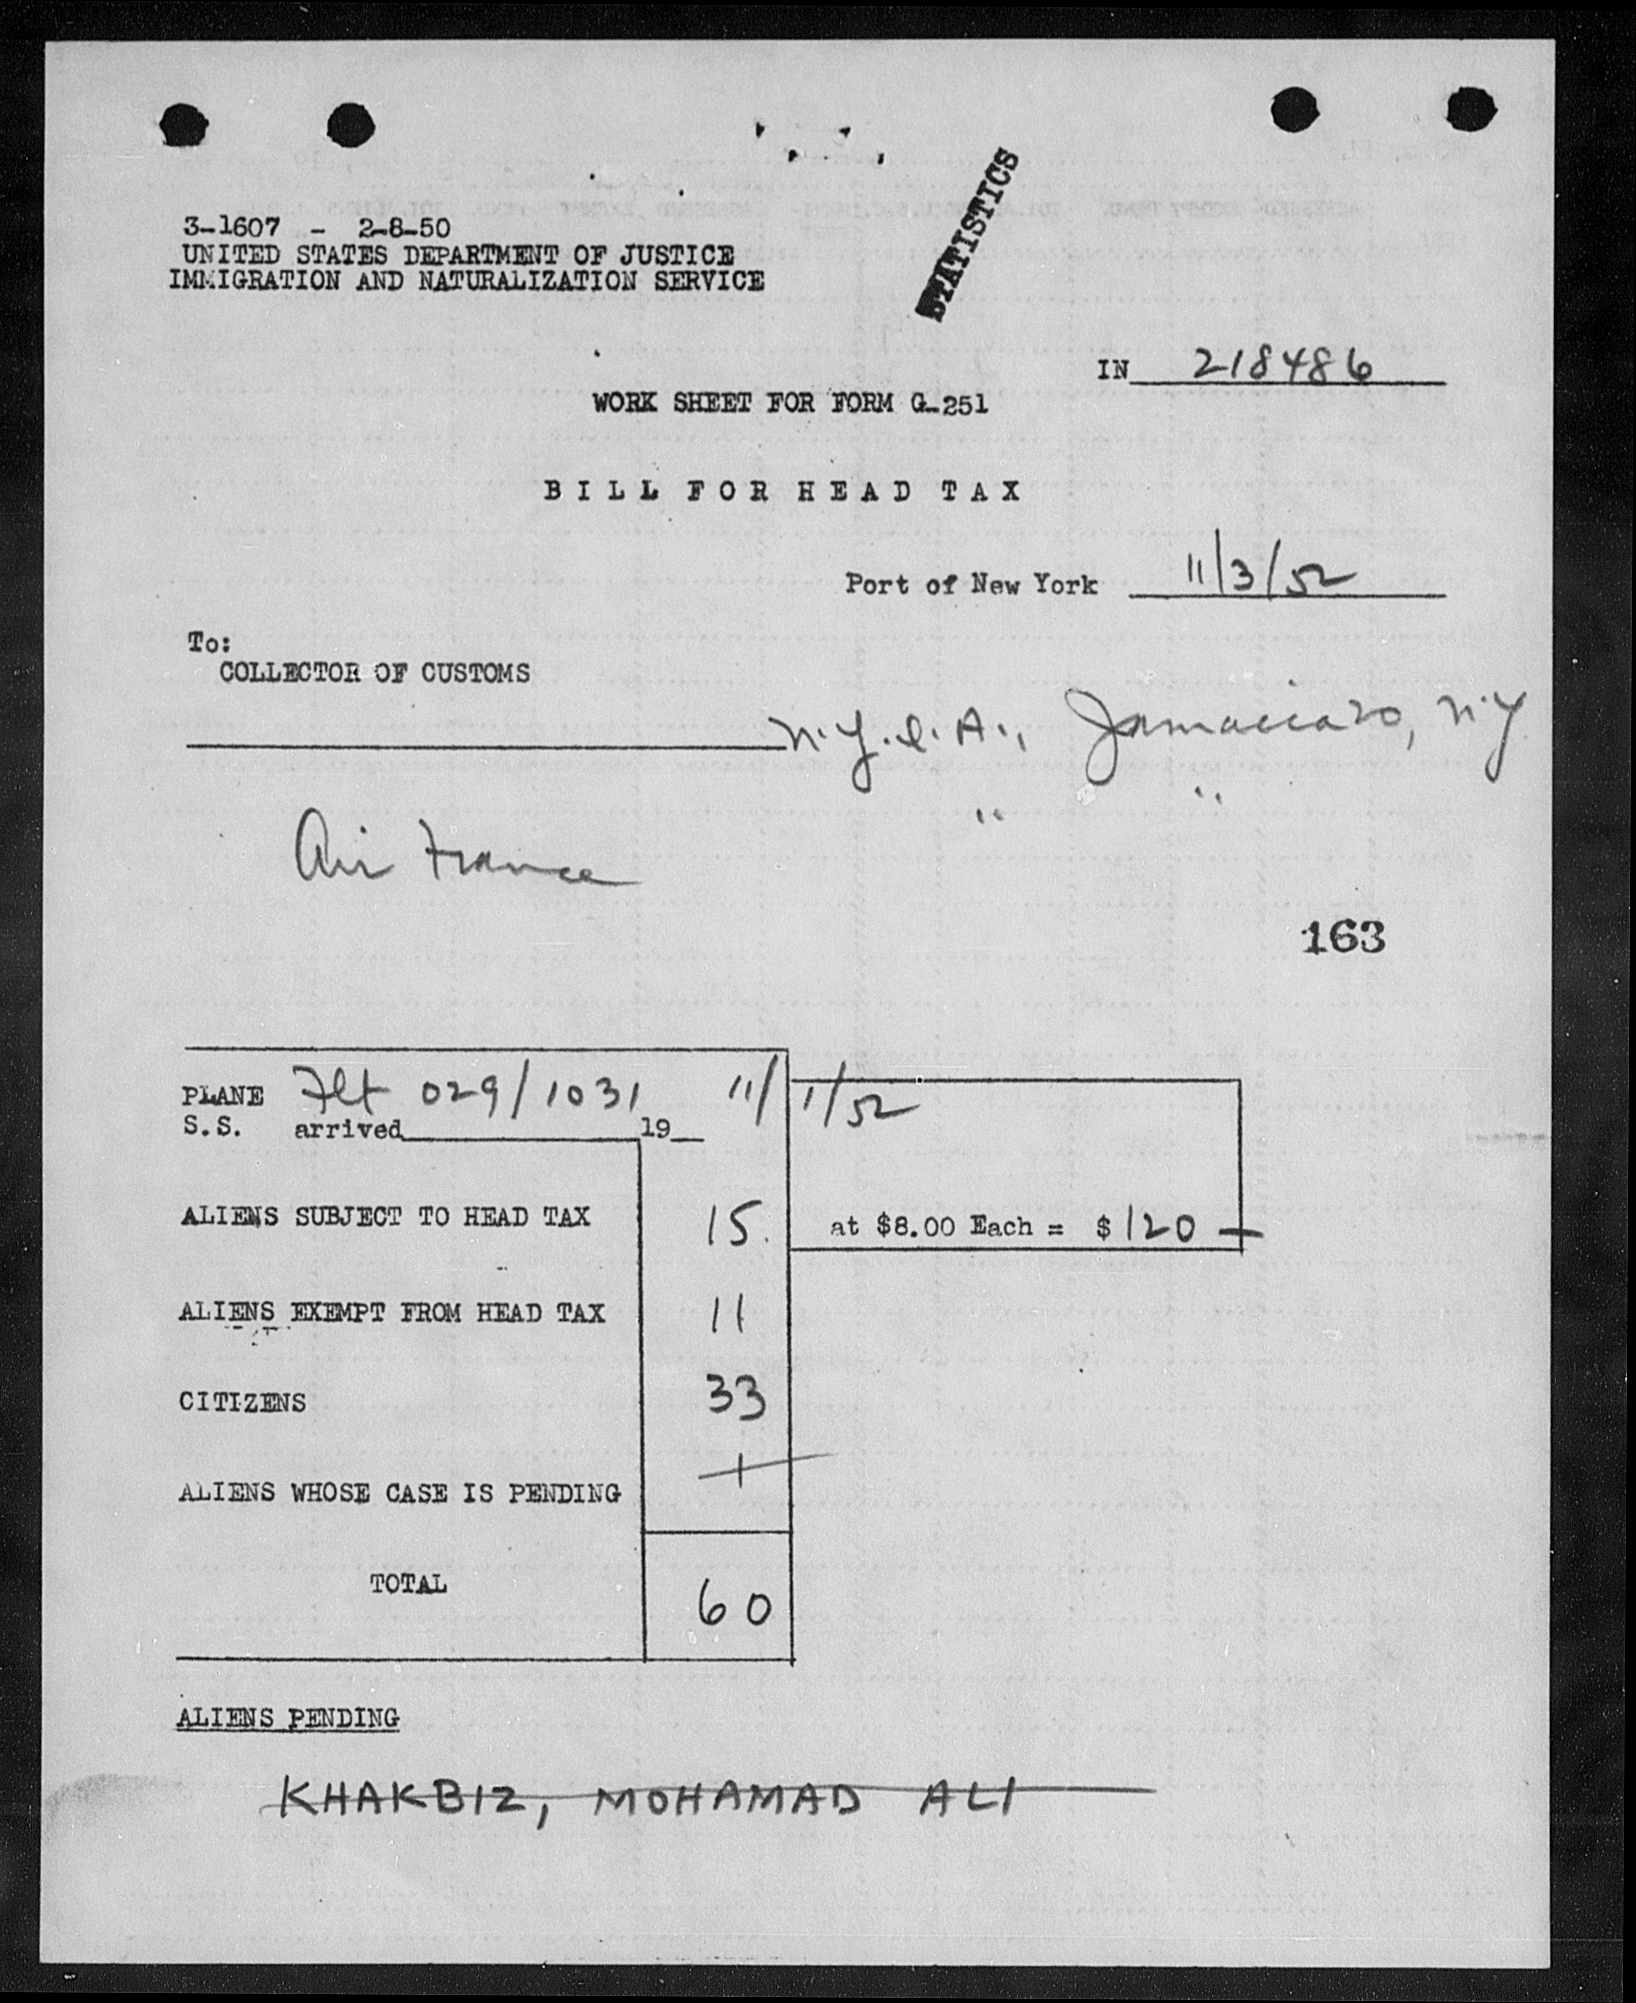 STATISTICS
3-1607 - 2-8-50
UNITED STATES DEPARTMENT OF JUSTICE
IMMIGRATION AND NATURALIZATION SERVICE
IN 218486
WORK SHEET FOR FORM G-251
BILL FOR HEAD TAX
Port of New York 11/3/52
To:
COLLECTOR OF CUSTOMS
N.Y.I.A., Jamaica 20, N.Y
" "
Air France
163
PLANE Flt 029/1031 11/1/52
S.S. arrived 19
ALIENS SUBJECT TO HEAD TAX 15. at $8.00 Each = $120 —
ALIENS EXEMPT FROM HEAD TAX 11
CITIZENS 33
ALIENS WHOSE CASE IS PENDING 1
TOTAL 60
ALIENS PENDING
KHAKBIZ, MOHAMAD ALI